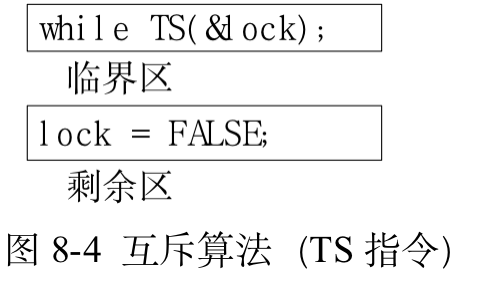 while TS(&lock);
临界区
lock = FALSE;
剩余区
图 8-4 互斥算法 (TS 指令)